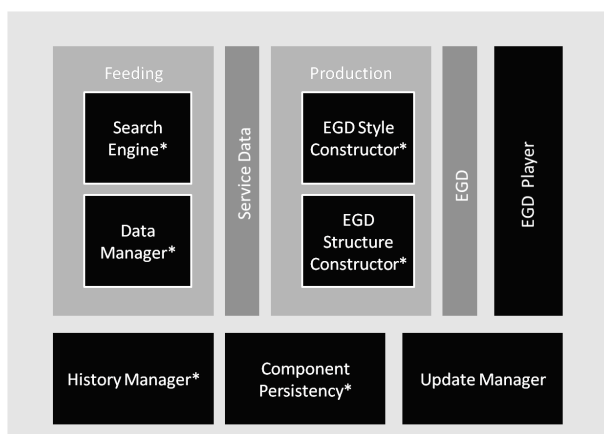 Feeding
Search
Engine*
Data
Manager*
Service Data
Production
EGD Style
Constructor*
EGD
Structure
Constructor*
EGD
EGD Player
History Manager*
Component
Persistency*
Update Manager